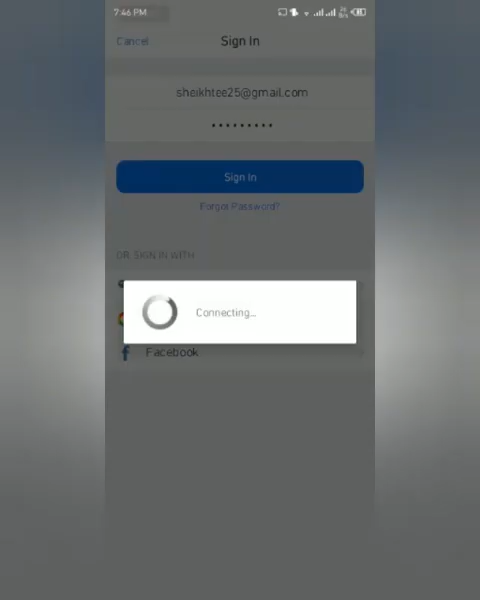 7:46 PM
Cancel
Sign In
sheikhtee25@gmail.com
Sign In
Forgot Password?
OR, SIGN IN WITH
Connecting...
Facebook